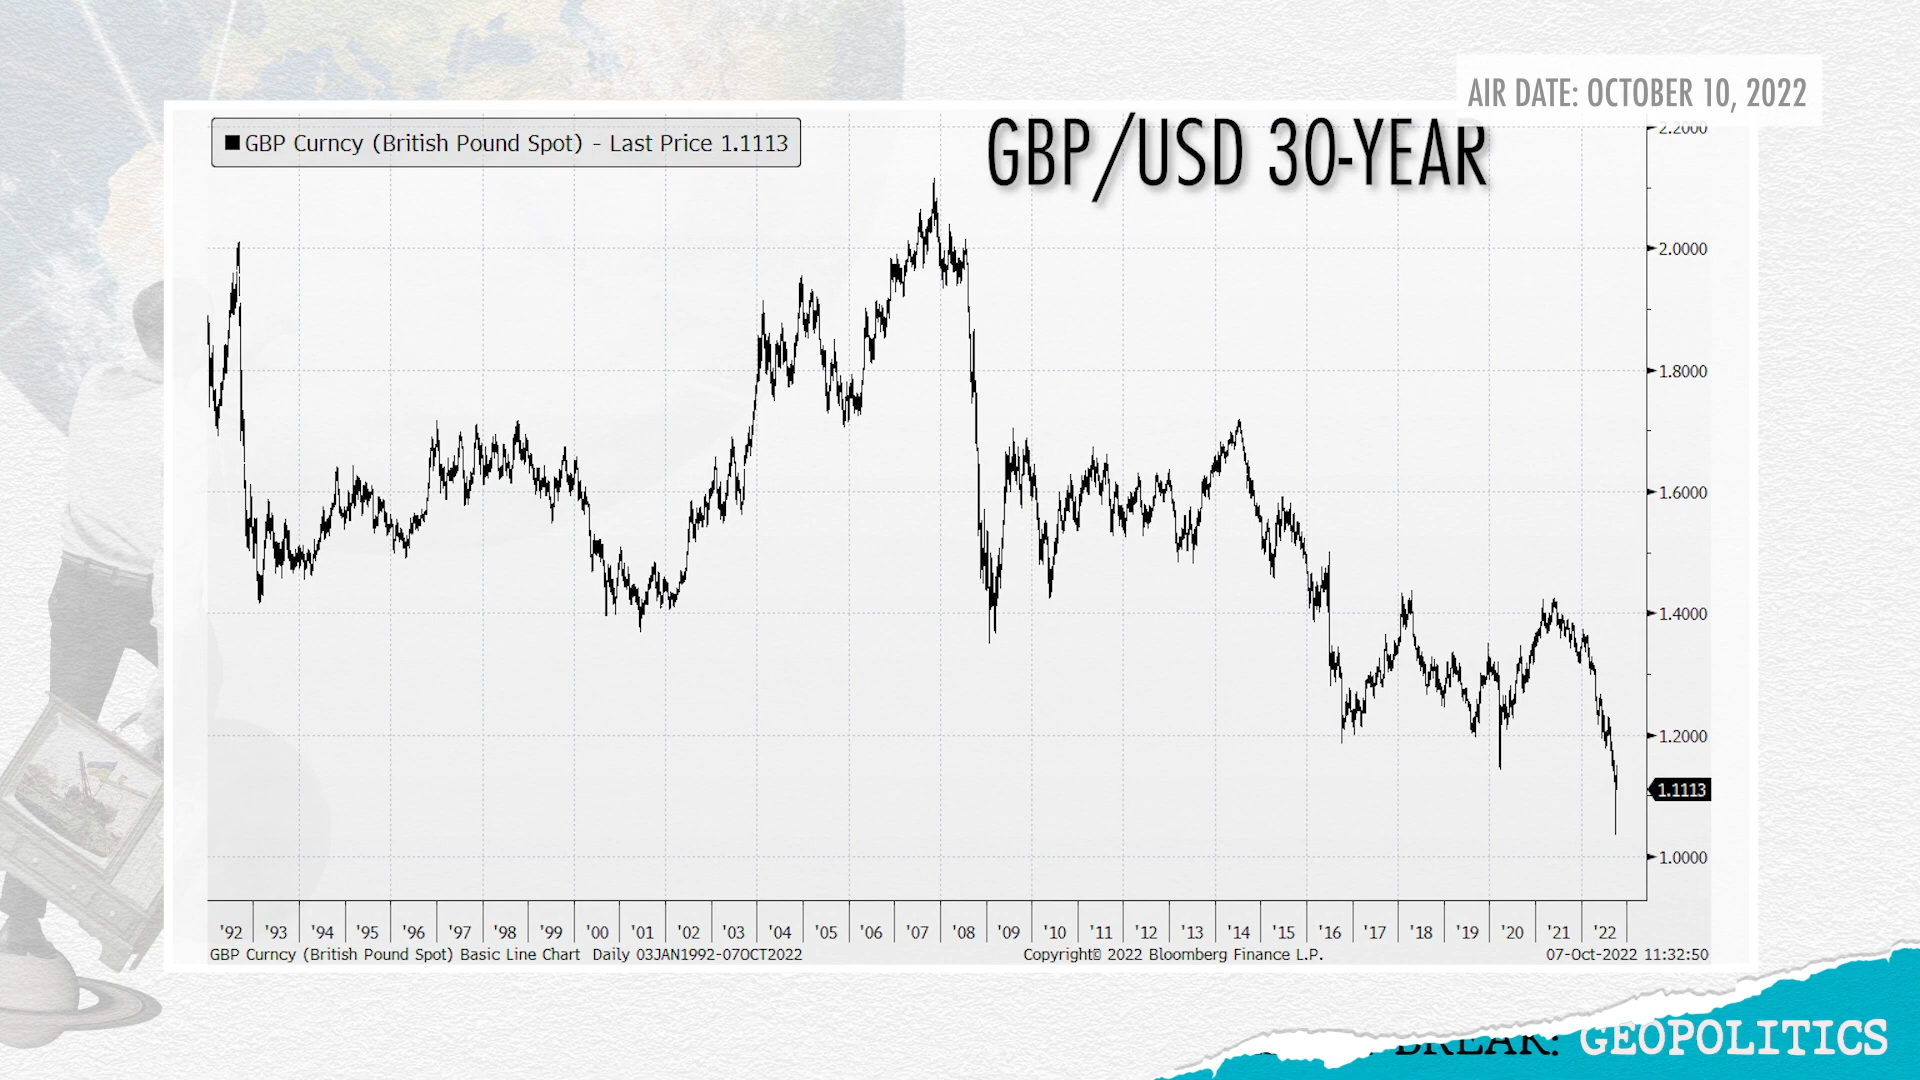 AIR DATE: OCTOBER 10, 2022
GBP/USD 30-YEAR
GBP Curncy (British Pound Spot) - Last Price 1.1113
2.2000
2.0000
1.8000
1.6000
1.4000
1.2000
1.1113
1.0000
'92 '93 '94 '95 '96 '97 '98 '99 '00 '01 '02 '03 '04 '05 '06 '07 '08 '09 '10 '11 '12 '13 '14 '15 '16 '17 '18 '19 '20 '21 '22
GBP Curncy (British Pound Spot) Basic Line Chart Daily 03JAN1992-07OCT2022 Copyright© 2022 Bloomberg Finance L.P. 07-Oct-2022 11:32:50
BREAK: GEOPOLITICS